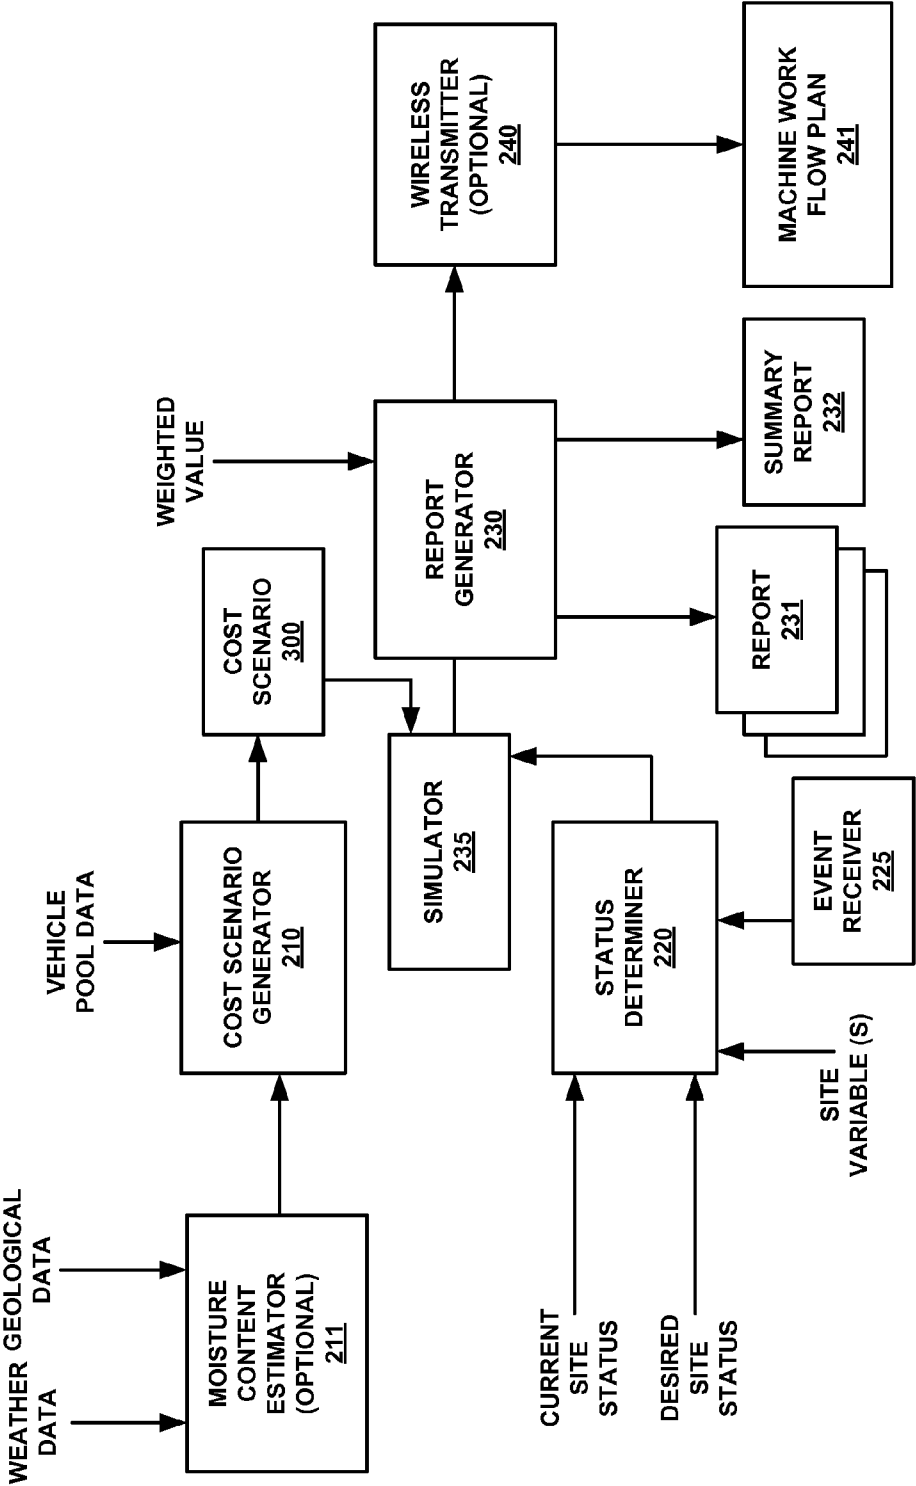 WEATHER
DATA
GEOLOGICAL
DATA
VEHICLE
POOL DATA
WEIGHTED
VALUE
MOISTURE
CONTENT
ESTIMATOR
(OPTIONAL)
211
COST SCENARIO
GENERATOR
210
COST
SCENARIO
300
SIMULATOR
235
REPORT
GENERATOR
230
WIRELESS
TRANSMITTER
(OPTIONAL)
240
CURRENT
SITE
STATUS
DESIRED
SITE
STATUS
STATUS
DETERMINER
220
SITE
VARIABLE (S)
EVENT
RECEIVER
225
REPORT
231
SUMMARY
REPORT
232
MACHINE WORK
FLOW PLAN
241